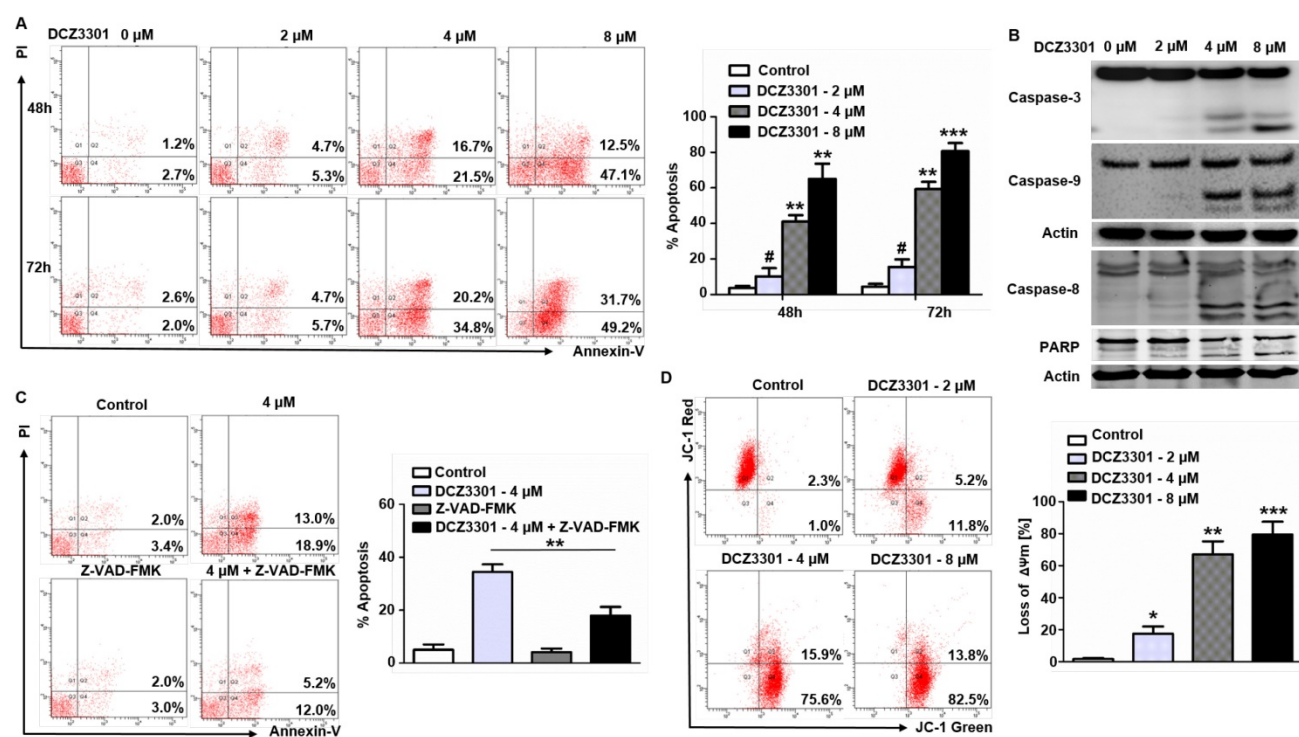 A
DCZ3301 0 μM 2 μM 4 μM 8 μM
PI
48h
Q1 Q2
Q3 Q4
1.2%
2.7%
4.7%
5.3%
16.7%
21.5%
12.5%
47.1%
72h
2.6%
2.0%
4.7%
5.7%
20.2%
34.8%
31.7%
49.2%
Annexin-V
Control
DCZ3301 - 2 μM
DCZ3301 - 4 μM
DCZ3301 - 8 μM
% Apoptosis
100
80
60
40
20
0
# ** **
# ** ***
48h 72h
B
DCZ3301 0 μM 2 μM 4 μM 8 μM
Caspase-3
Caspase-9
Actin
Caspase-8
PARP
Actin
C
Control 4 μM
PI
2.0%
3.4%
13.0%
18.9%
Z-VAD-FMK 4 μM + Z-VAD-FMK
2.0%
3.0%
5.2%
12.0%
Annexin-V
Control
DCZ3301 - 4 μM
Z-VAD-FMK
DCZ3301 - 4 μM + Z-VAD-FMK
% Apoptosis
60
40
20
0
**
D
Control DCZ3301 - 2 μM
JC-1 Red
2.3%
1.0%
5.2%
11.8%
DCZ3301 - 4 μM DCZ3301 - 8 μM
15.9%
75.6%
13.8%
82.5%
JC-1 Green
Control
DCZ3301 - 2 μM
DCZ3301 - 4 μM
DCZ3301 - 8 μM
Loss of ΔΨm [%]
100
80
60
40
20
0
* ** ***